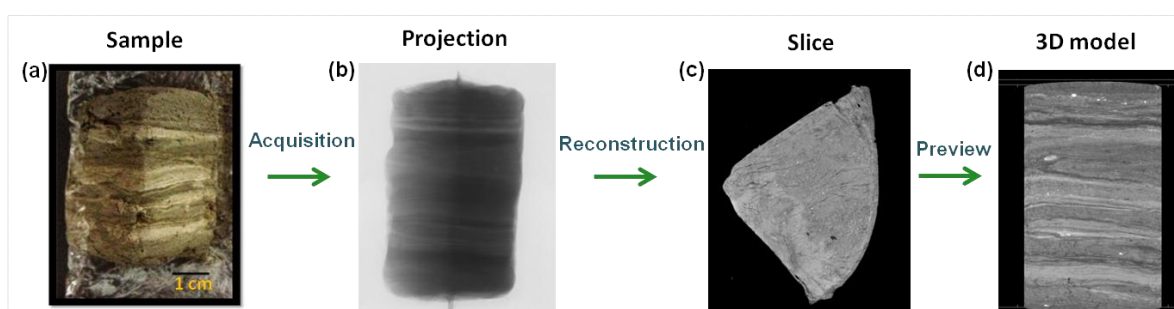 Sample
Projection
Slice
3D model
(a)
(b)
(c)
(d)
Acquisition
Reconstruction
Preview
1 cm